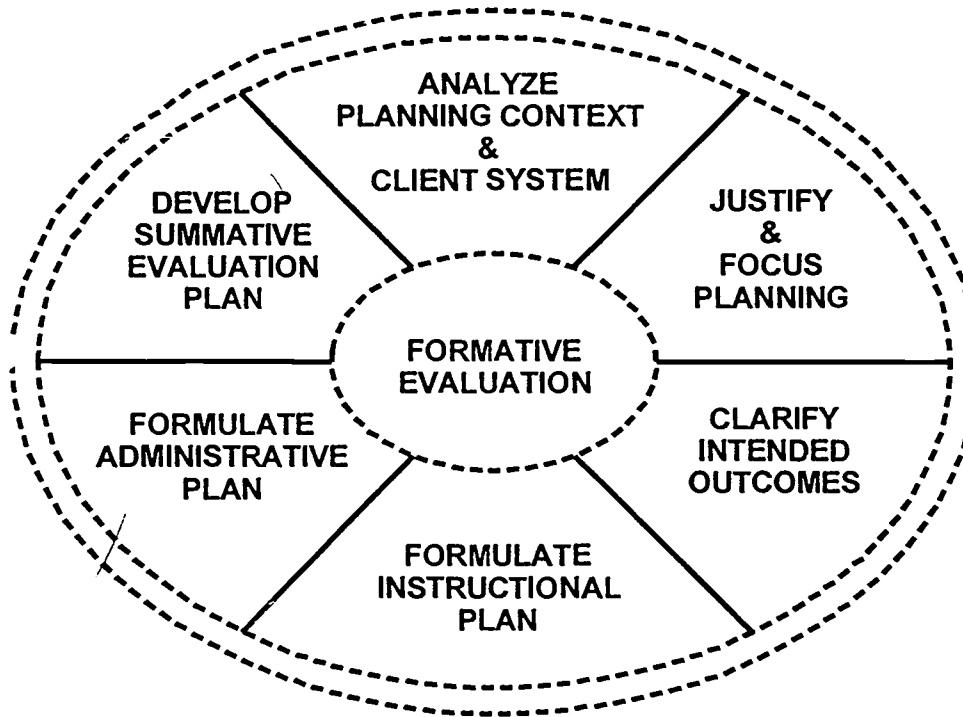 ANALYZE
PLANNING CONTEXT
&
CLIENT SYSTEM
JUSTIFY
&
FOCUS
PLANNING
CLARIFY
INTENDED
OUTCOMES
FORMULATE
INSTRUCTIONAL
PLAN
FORMULATE
ADMINISTRATIVE
PLAN
DEVELOP
SUMMATIVE
EVALUATION
PLAN
FORMATIVE
EVALUATION